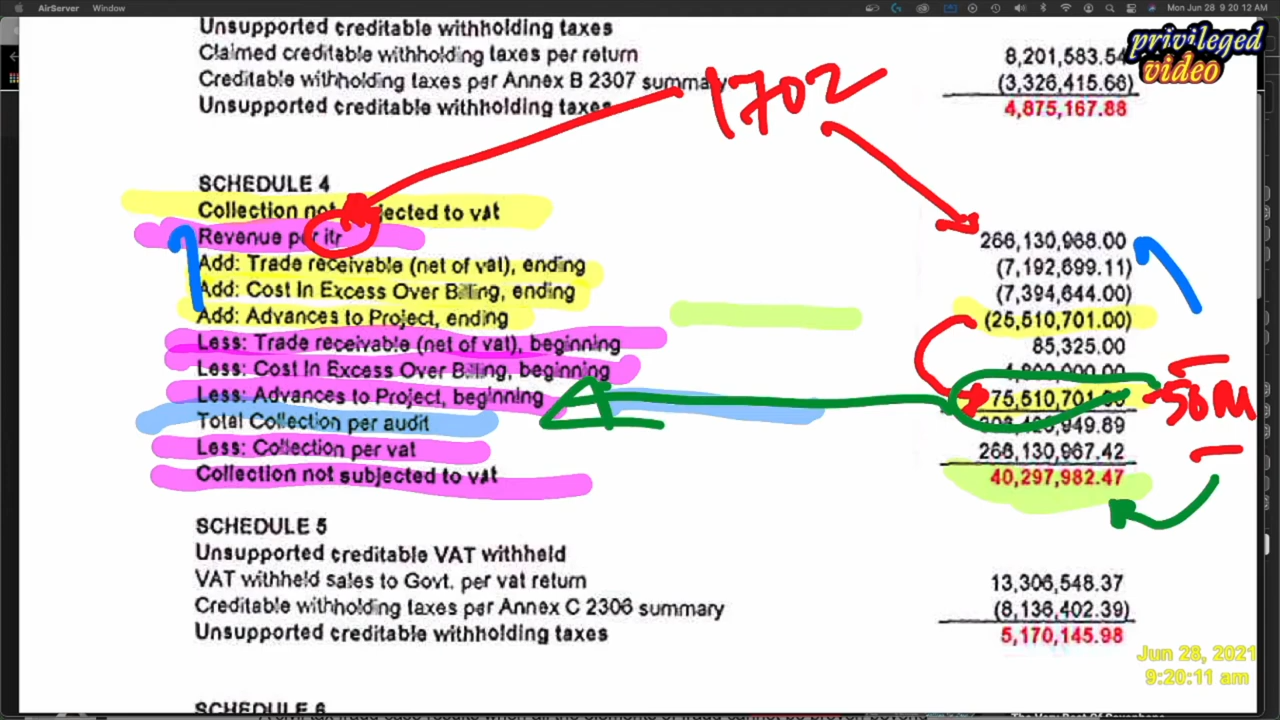 AirServer Window Mon Jun 28 9 20 12 AM
privileged
video
Unsupported creditable withholding taxes
Claimed creditable withholding taxes per return 8,201,583.54
Creditable withholding taxes per Annex B 2307 summary (3,326,415.66)
Unsupported creditable withholding taxes 4,875,167.88
1702
SCHEDULE 4
Collection not subjected to vat
Revenue per itr 266,130,968.00
Add: Trade receivable (net of vat), ending (7,192,699.11)
Add: Cost In Excess Over Billing, ending (7,394,644.00)
Add: Advances to Project, ending (25,510,701.00)
Less: Trade receivable (net of vat), beginning 85,325.00
Less: Cost In Excess Over Billing, beginning
Less: Advances to Project, beginning 75,510,701.00
50M
Total Collection per audit
Less: Collection per vat 266,130,967.42
Collection not subjected to vat 40,297,982.47
SCHEDULE 5
Unsupported creditable VAT withheld
VAT withheld sales to Govt. per vat return 13,306,548.37
Creditable withholding taxes per Annex C 2306 summary (8,136,402.39)
Unsupported creditable withholding taxes 5,170,145.98
Jun 28, 2021
9:20:11 am
SCHEDULE 6